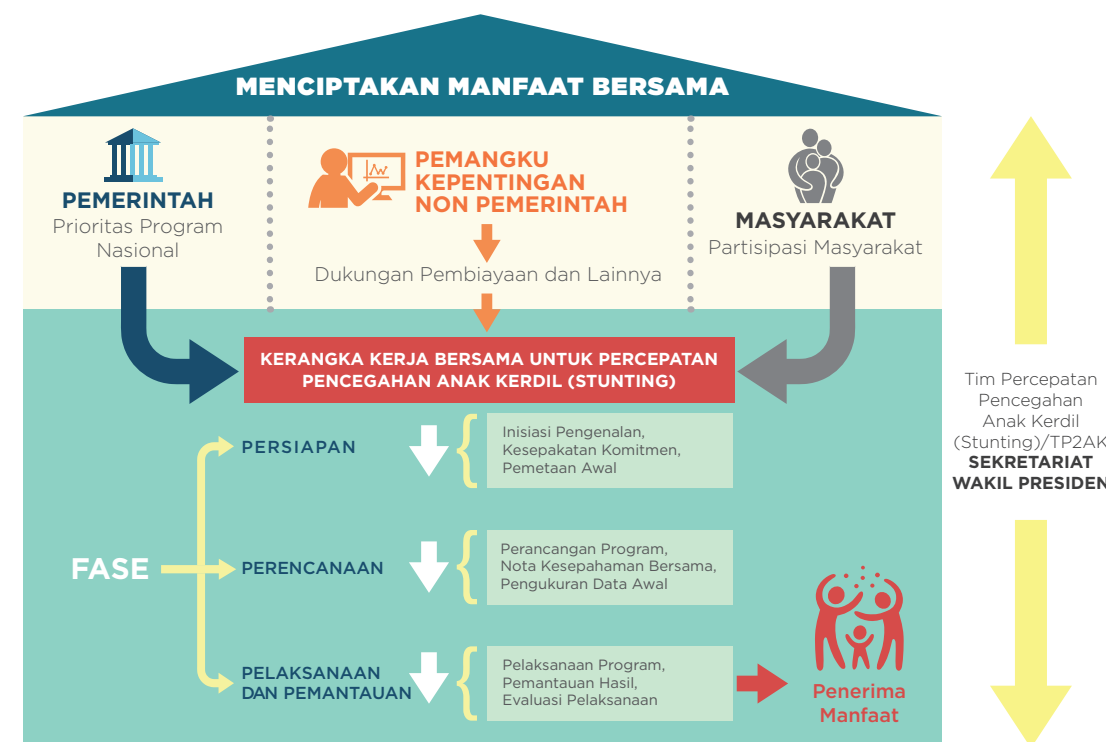 MENCIPTAKAN MANFAAT BERSAMA
PEMERINTAH
Prioritas Program
Nasional
PEMANGKU
KEPENTINGAN
NON PEMERINTAH
Dukungan Pembiayaan dan Lainnya
MASYARAKAT
Partisipasi Masyarakat
KERANGKA KERJA BERSAMA UNTUK PERCEPATAN
PENCEGAHAN ANAK KERDIL (STUNTING)
FASE
PERSIAPAN
Inisiasi Pengenalan,
Kesepakatan Komitmen,
Pemetaan Awal
PERENCANAAN
Perancangan Program,
Nota Kesepahaman Bersama,
Pengukuran Data Awal
PELAKSANAAN
DAN PEMANTAUAN
Pelaksanaan Program,
Pemantauan Hasil,
Evaluasi Pelaksanaan
Penerima
Manfaat
Tim Percepatan
Pencegahan
Anak Kerdil
(Stunting)/TP2AK
SEKRETARIAT
WAKIL PRESIDEN